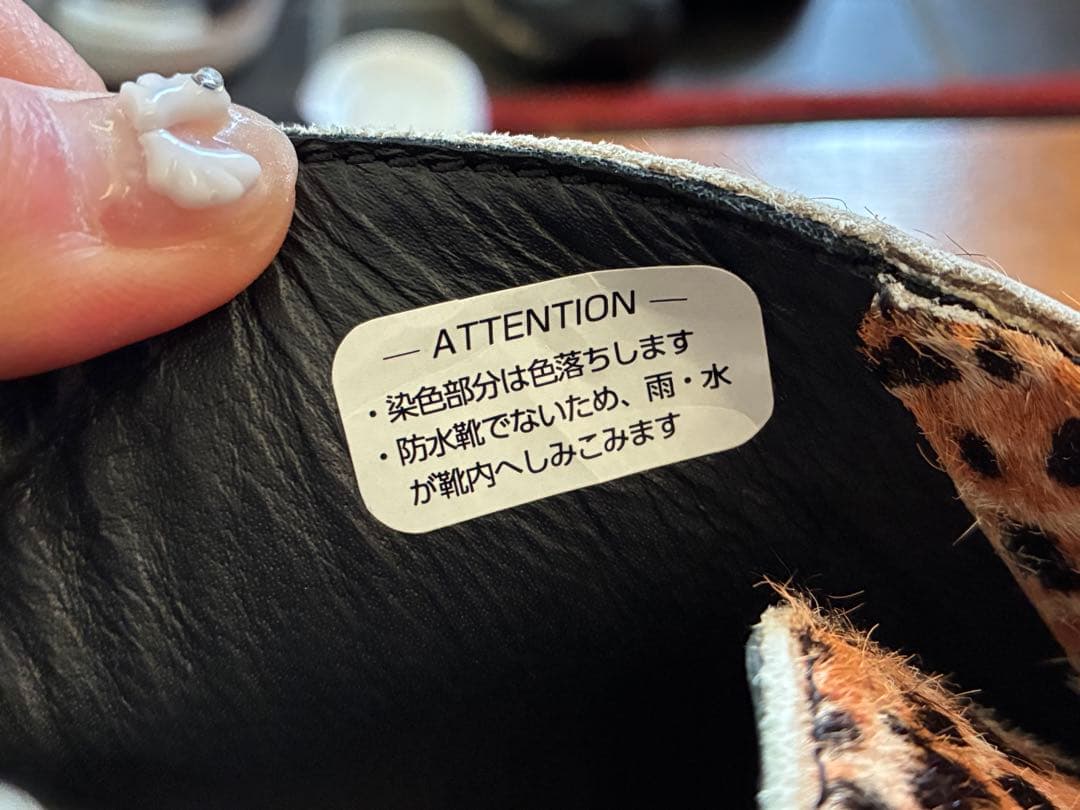 — ATTENTION —
・染色部分は色落ちします
・防水靴でないため、雨・水
が靴内へしみこみます